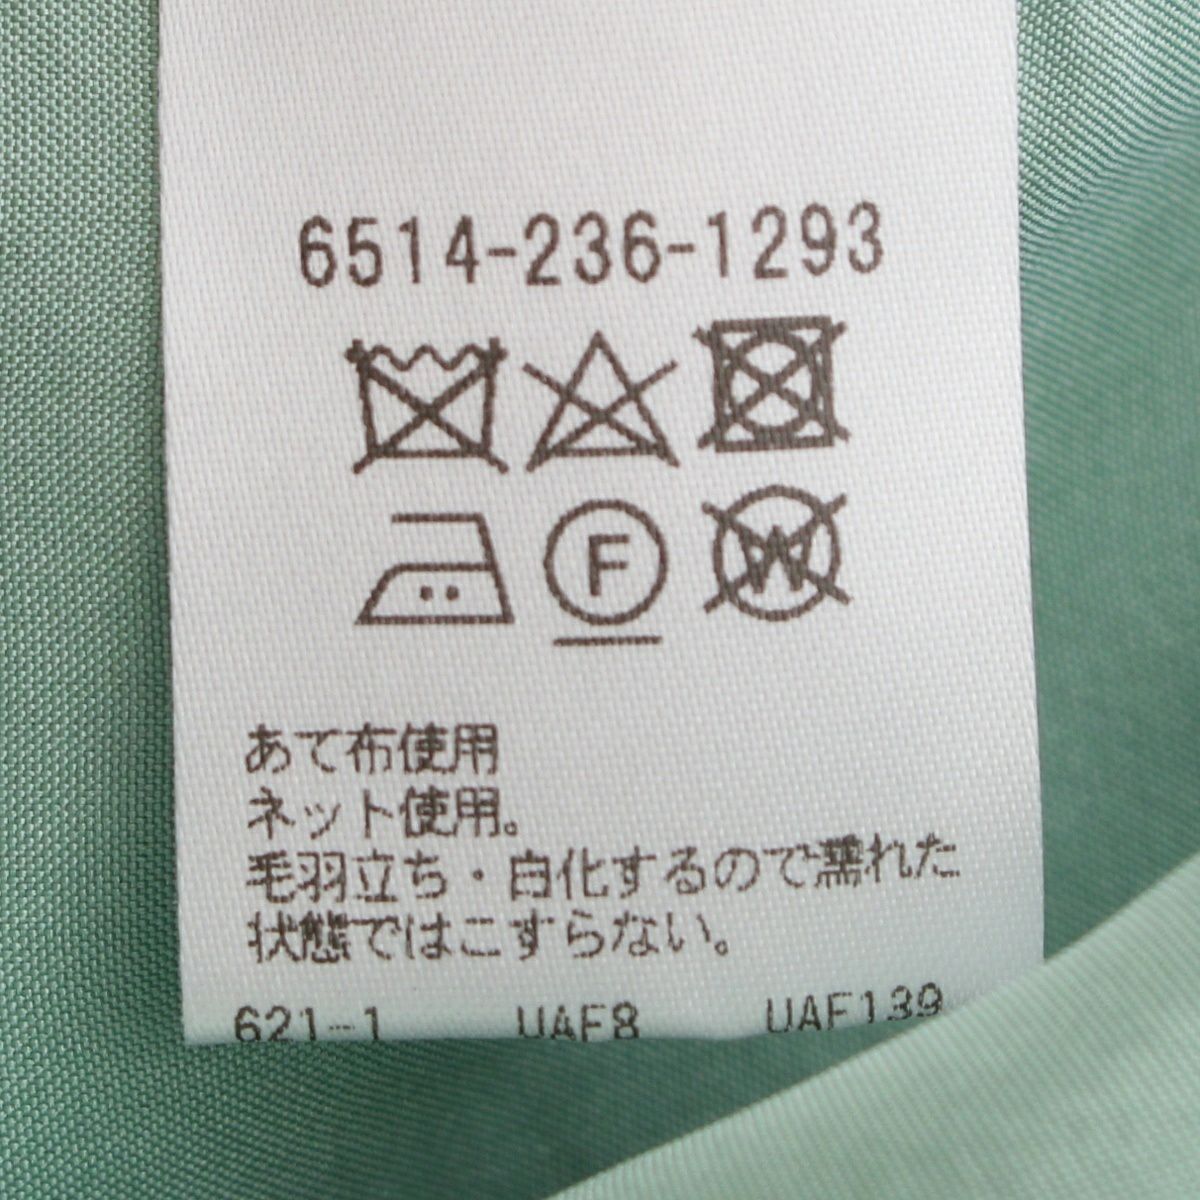 6514-236-1293
F
W
あて布使用
ネット使用。
毛羽立ち・白化するので濡れた
状態ではこすらない。
621-1 UAF8 UAF139